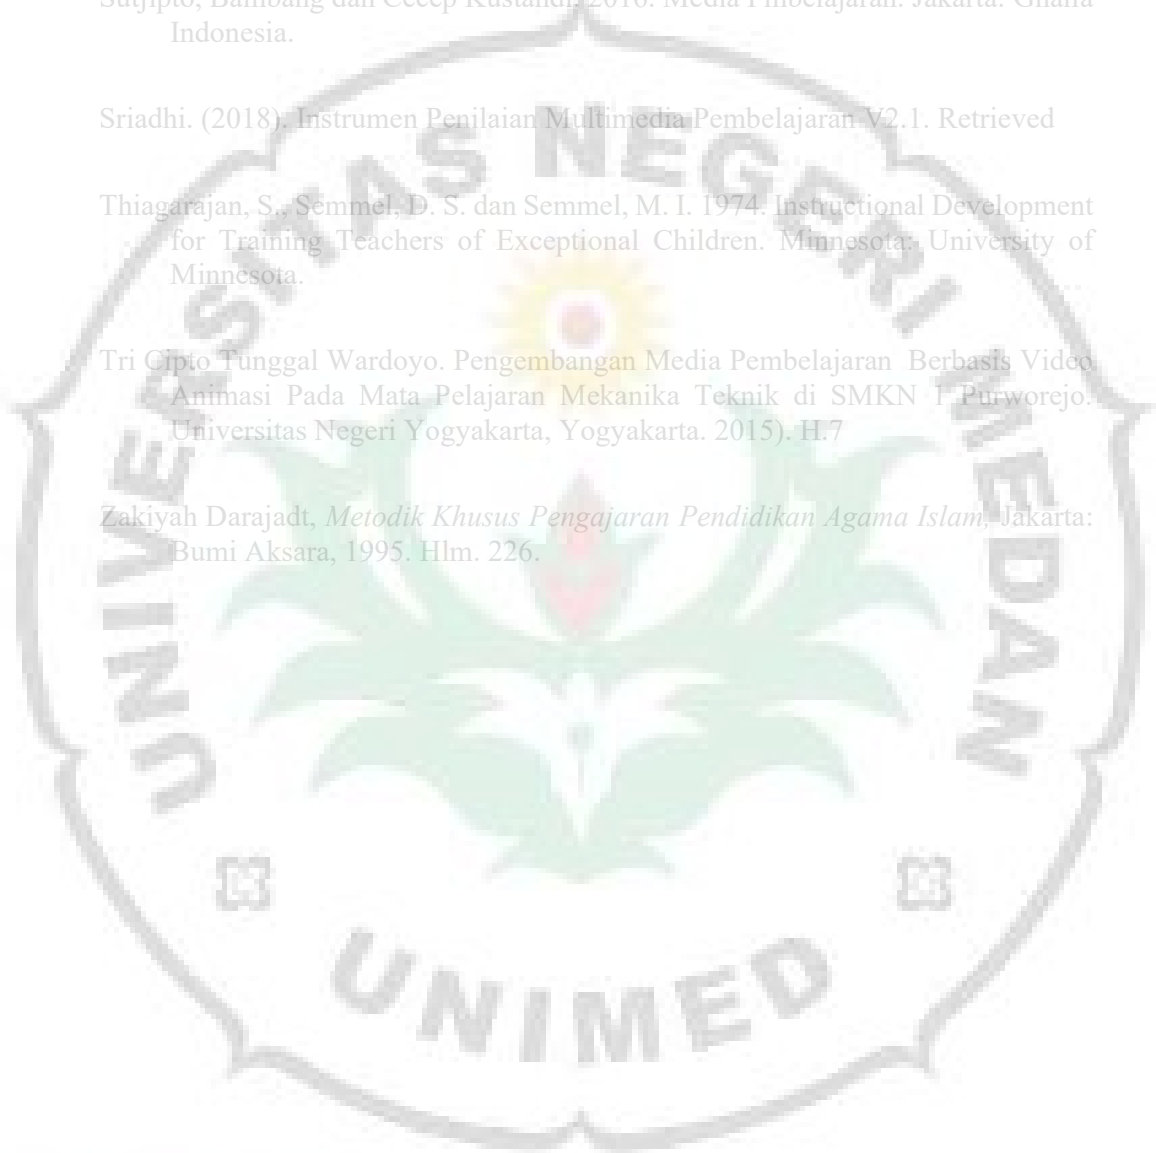 Sutjipto, Bambang dan Cecep Kustandi. 2010. Media Pmbelajaran. Jakarta: Ghalia
Indonesia.
Sriadhi. (2018). Instrumen Penilaian Multimedia Pembelajaran V2.1. Retrieved
Thiagarajan, S., Semmel, D. S. dan Semmel, M. I. 1974. Instructional Development
for Training Teachers of Exceptional Children. Minnesota: University of
Minnesota.
Tri Cipto Tunggal Wardoyo. Pengembangan Media Pembelajaran Berbasis Video
Animasi Pada Mata Pelajaran Mekanika Teknik di SMKN 1 Purworejo.
Universitas Negeri Yogyakarta, Yogyakarta. 2015). H.7
Zakiyah Darajadt, Metodik Khusus Pengajaran Pendidikan Agama Islam, Jakarta:
Bumi Aksara, 1995. Hlm. 226.
UNIVERSITAS NEGERI MEDAN
UNIMED